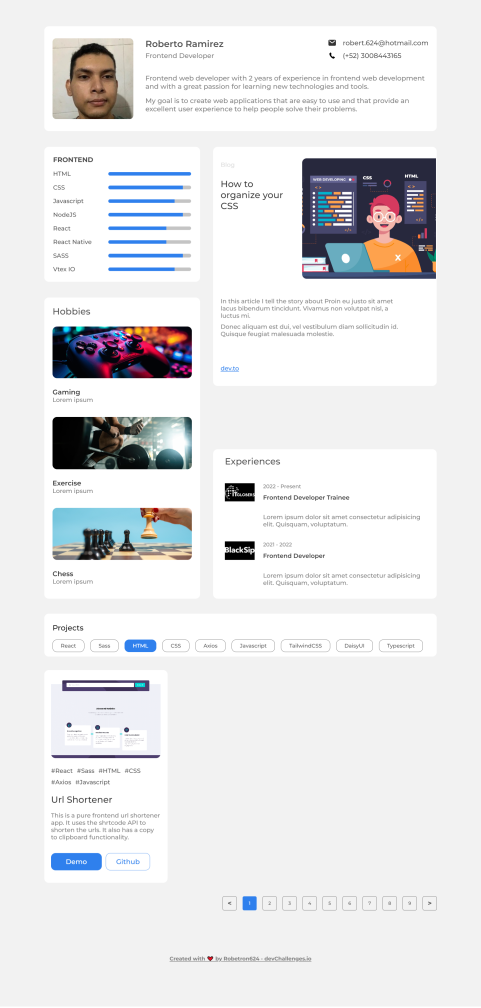 Roberto Ramirez
Frontend Developer
robert.624@hotmail.com
(+52) 3008443165
Frontend web developer with 2 years of experience in frontend web development
and with a great passion for learning new technologies and tools.
My goal is to create web applications that are easy to use and that provide an
excellent user experience to help people solve their problems.
FRONTEND
HTML
CSS
Javascript
NodeJS
React
React Native
SASS
Vtex IO
Hobbies
Gaming
Lorem ipsum
Exercise
Lorem ipsum
Chess
Lorem ipsum
Blog
How to
organize your
CSS
WEB DEVELOPING
CSS
HTML
In this article I tell the story about Proin eu justo sit amet
lacus bibendum tincidunt. Vivamus non volutpat nisl, a
luctus mi.
Donec aliquam est dui, vel vestibulum diam sollicitudin id.
Quisque feugiat malesuada molestie.
dev.to
Experiences
2022 - Present
Frontend Developer Trainee
Lorem ipsum dolor sit amet consectetur adipisicing
elit. Quisquam, voluptatum.
BlackSip
2021 - 2022
Frontend Developer
Lorem ipsum dolor sit amet consectetur adipisicing
elit. Quisquam, voluptatum.
Projects
React Sass HTML CSS Axios Javascript TailwindCSS DaisyUI Typescript
#React #Sass #HTML #CSS
#Axios #Javascript
Url Shortener
This is a pure frontend url shortener
app. It uses the shrtcode API to
shorten the urls. It also has a copy
to clipboard functionality.
Demo Github
< 1 2 3 4 5 6 7 8 9 >
Created with ❤ by Robetron624 - devChallenges.io